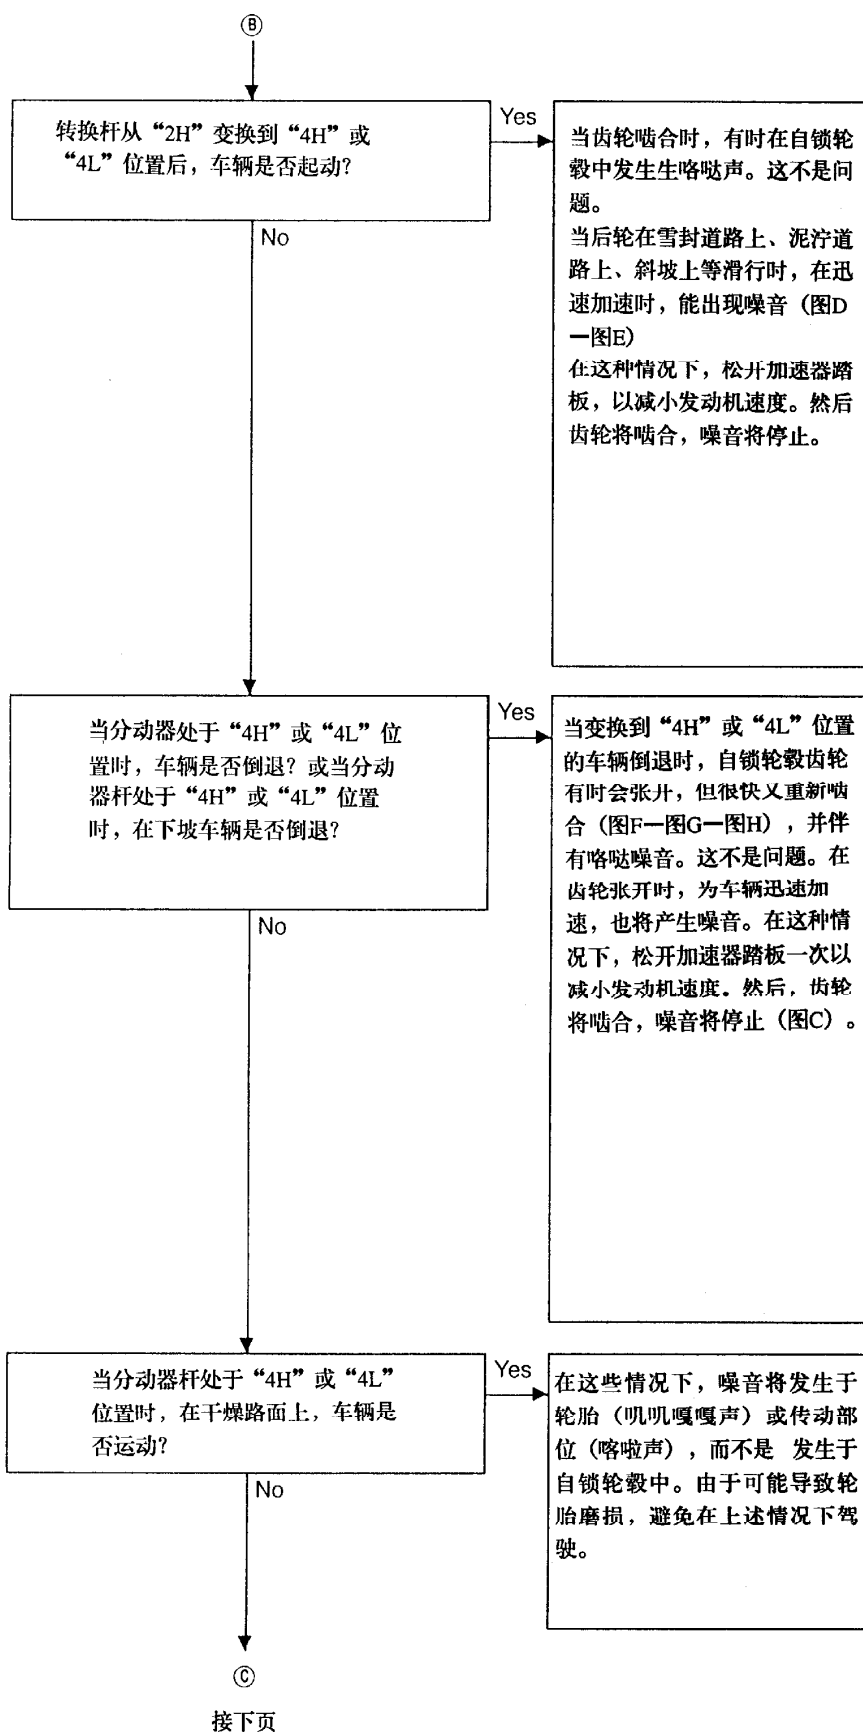 B
转换杆从“2H”变换到“4H”或
“4L”位置后，车辆是否起动？
Yes
当齿轮啮合时，有时在自锁轮
毂中发生生咯哒声。这不是问
题。
当后轮在雪封道路上、泥泞道
路上、斜坡上等滑行时，在迅
速加速时，能出现噪音（图D
—图E）
在这种情况下，松开加速器踏
板，以减小发动机速度。然后
齿轮将啮合，噪音将停止。
No
当分动器处于“4H”或“4L”位
置时，车辆是否倒退？或当分动
器杆处于“4H”或“4L”位置
时，在下坡车辆是否倒退？
Yes
当变换到“4H”或“4L”位置
的车辆倒退时，自锁轮毂齿轮
有时会张开，但很快又重新啮
合（图F—图G—图H），并伴
有咯哒噪音。这不是问题。在
齿轮张开时，为车辆迅速加
速，也将产生噪音。在这种情
况下，松开加速器踏板一次以
减小发动机速度。然后，齿轮
将啮合，噪音将停止（图C）。
No
当分动器杆处于“4H”或“4L”
位置时，在干燥路面上，车辆是
否运动？
Yes
在这些情况下，噪音将发生于
轮胎（叽叽嘎嘎声）或传动部
位（喀啦声），而不是 发生于
自锁轮毂中。由于可能导致轮
胎磨损，避免在上述情况下驾
驶。
No
C
接下页